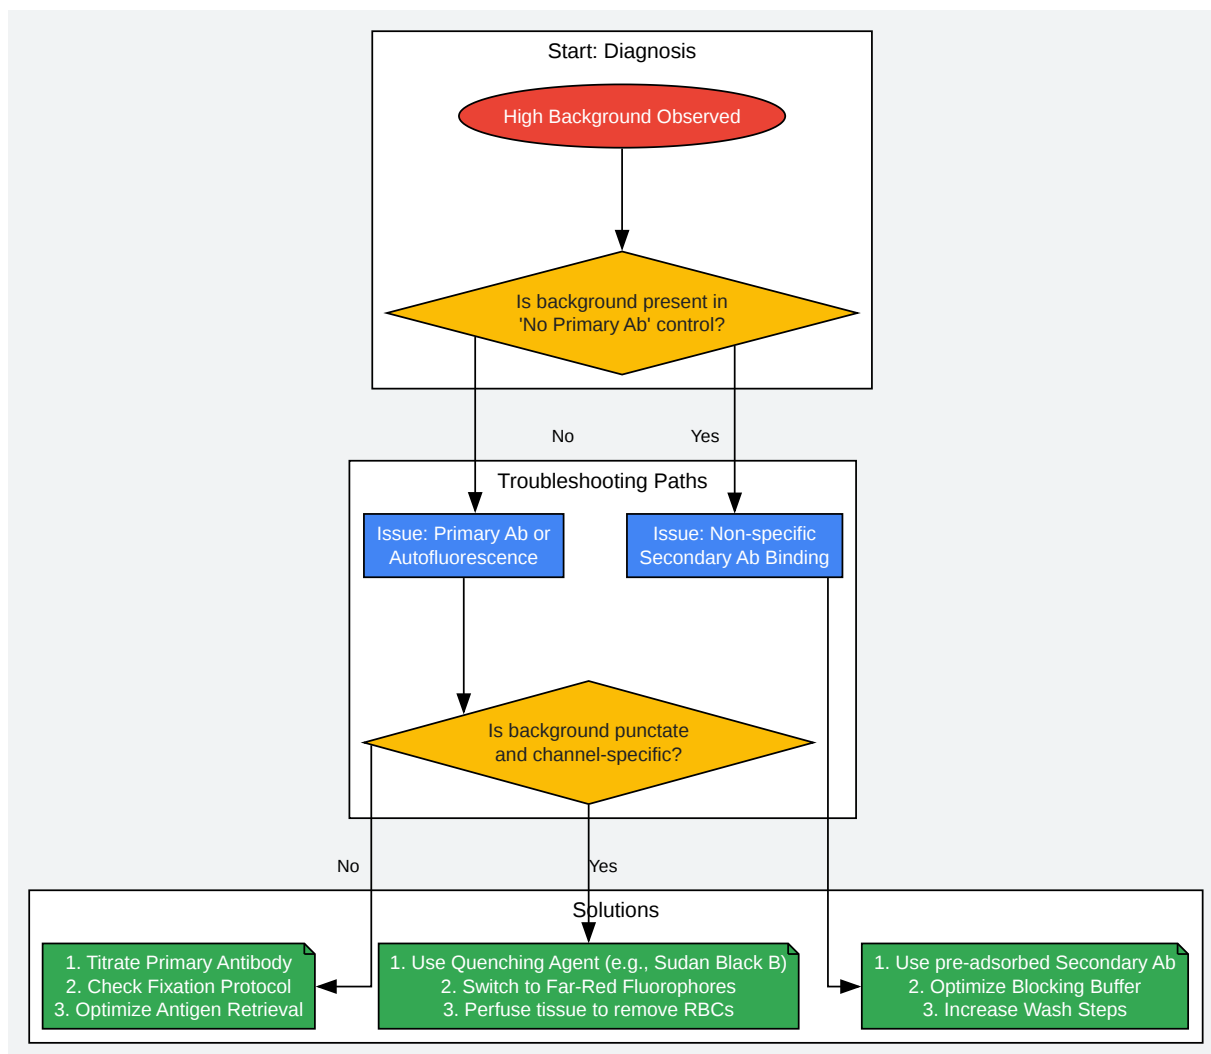 Start: Diagnosis
High Background Observed
Is background present in
'No Primary Ab' control?
No
Yes
Troubleshooting Paths
Issue: Primary Ab or
Autofluorescence
Issue: Non-specific
Secondary Ab Binding
Is background punctate
and channel-specific?
No
Yes
Solutions
1. Titrate Primary Antibody
2. Check Fixation Protocol
3. Optimize Antigen Retrieval
1. Use Quenching Agent (e.g., Sudan Black B)
2. Switch to Far-Red Fluorophores
3. Perfuse tissue to remove RBCs
1. Use pre-adsorbed Secondary Ab
2. Optimize Blocking Buffer
3. Increase Wash Steps